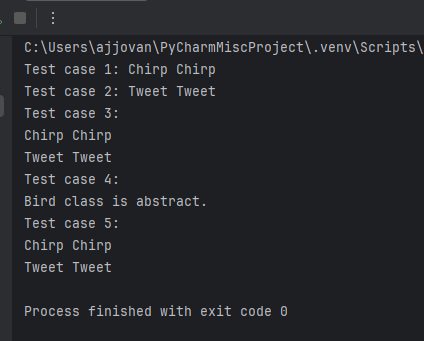 C:\Users\ajjovan\PyCharmMiscProject\.venv\Scripts\
Test case 1: Chirp Chirp
Test case 2: Tweet Tweet
Test case 3:
Chirp Chirp
Tweet Tweet
Test case 4:
Bird class is abstract.
Test case 5:
Chirp Chirp
Tweet Tweet
Process finished with exit code 0